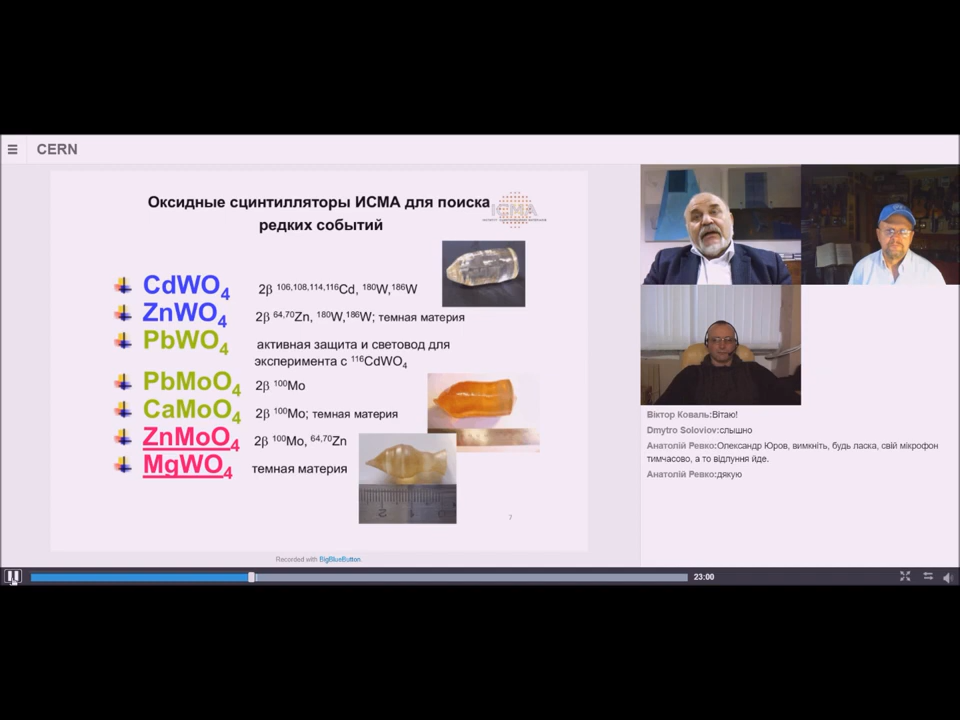 CERN
Оксидные сцинтилляторы ИСМА для поиска
редких событий
ИСМА
CdWO4 2β 106,108,114,116Cd, 180W,186W
ZnWO4 2β 64,70Zn, 180W,186W; темная материя
PbWO4 активная защита и световод для
эксперимента с 116CdWO4
PbMoO4 2β 100Mo
CaMoO4 2β 100Mo; темная материя
ZnMoO4 2β 100Mo, 64,70Zn
MgWO4 темная материя
7
Recorded with BigBlueButton
Віктор Коваль:Вітаю!
Dmytro Soloviov:слышно
Анатолій Ревко:Олександр Юров, вимкніть, будь ласка, свій мікрофон
тимчасово, а то відлуння йде.
Анатолій Ревко:дякую
23:00